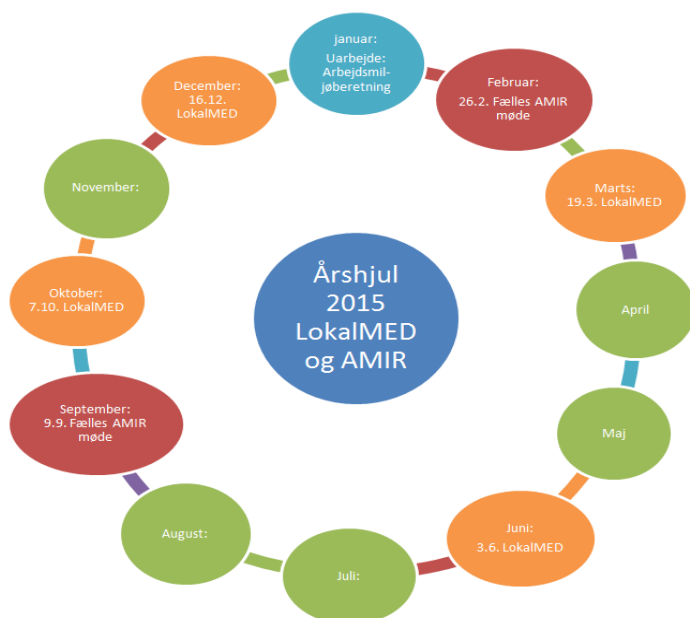 januar:
Uarbejde:
Arbejdsmil-
jøberetning
Februar:
26.2. Fælles AMIR
møde
Marts:
19.3. LokalMED
April
Maj
Juni:
3.6. LokalMED
Juli:
August:
September:
9.9. Fælles AMIR
møde
Oktober:
7.10. LokalMED
November:
December:
16.12.
LokalMED
Årshjul
2015
LokalMED
og AMIR